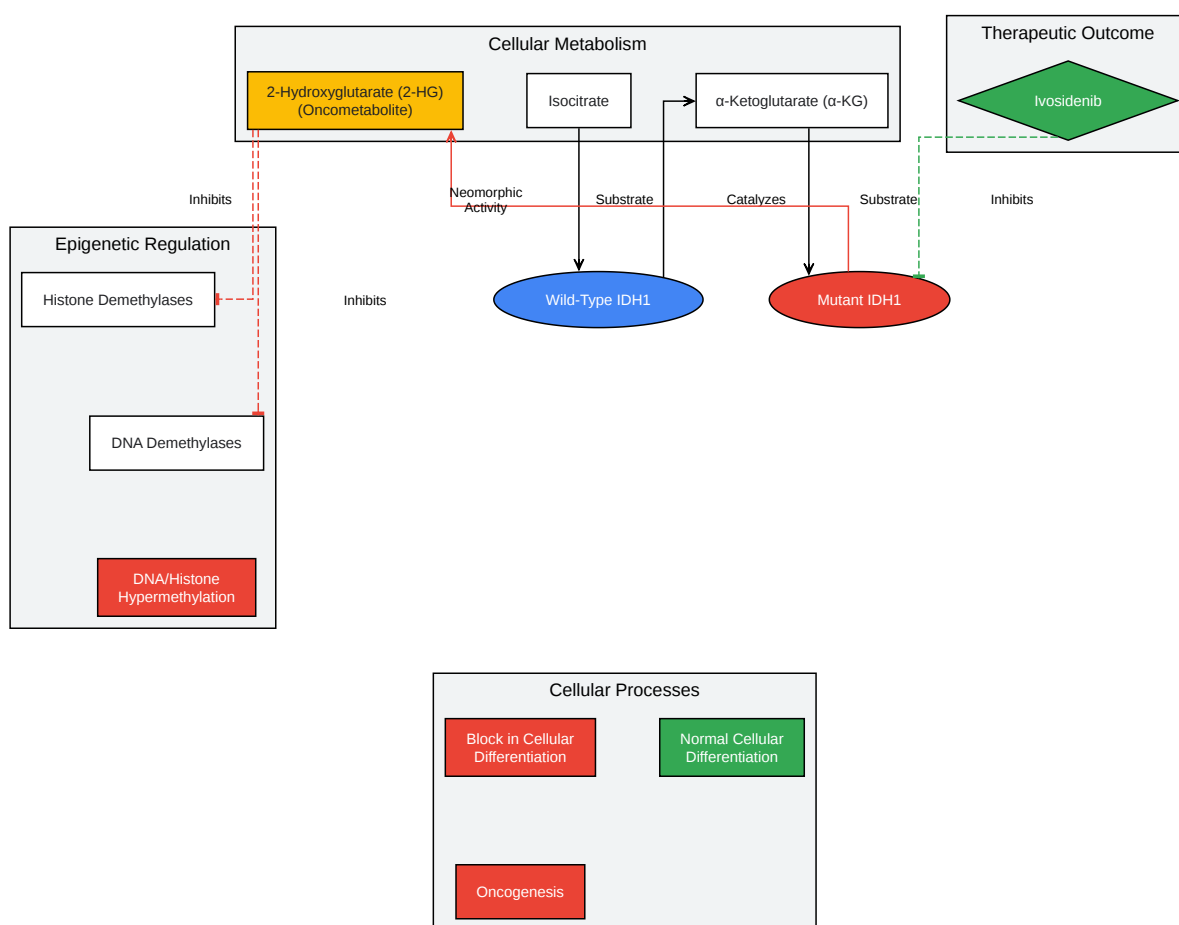 Cellular Metabolism
Therapeutic Outcome
2-Hydroxyglutarate (2-HG)
(Oncometabolite)
Isocitrate
α-Ketoglutarate (α-KG)
Ivosidenib
Inhibits
Neomorphic
Activity
Substrate
Catalyzes
Substrate
Inhibits
Epigenetic Regulation
Histone Demethylases
Inhibits
Wild-Type IDH1
Mutant IDH1
DNA Demethylases
DNA/Histone
Hypermethylation
Cellular Processes
Block in Cellular
Differentiation
Normal Cellular
Differentiation
Oncogenesis